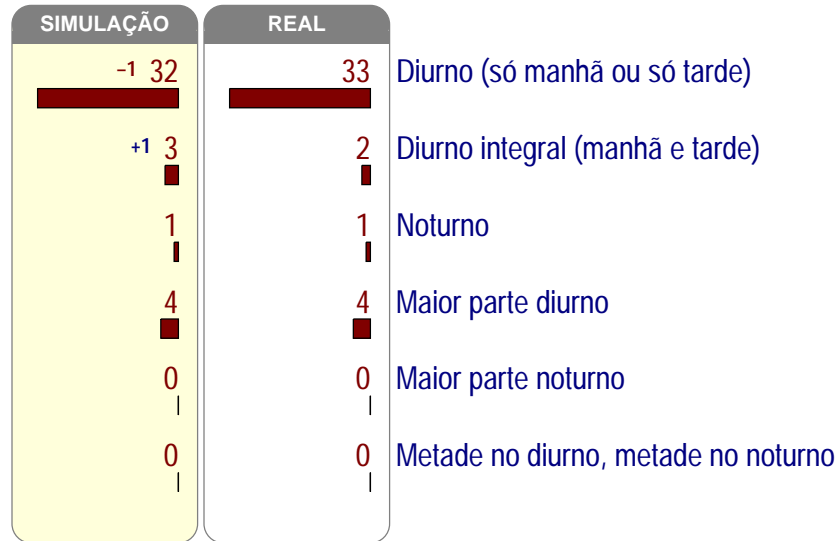 SIMULAÇÃO REAL
–1 32 33 Diurno (só manhã ou só tarde)
+1 3 2 Diurno integral (manhã e tarde)
1 1 Noturno
4 4 Maior parte diurno
0 0 Maior parte noturno
0 0 Metade no diurno, metade no noturno